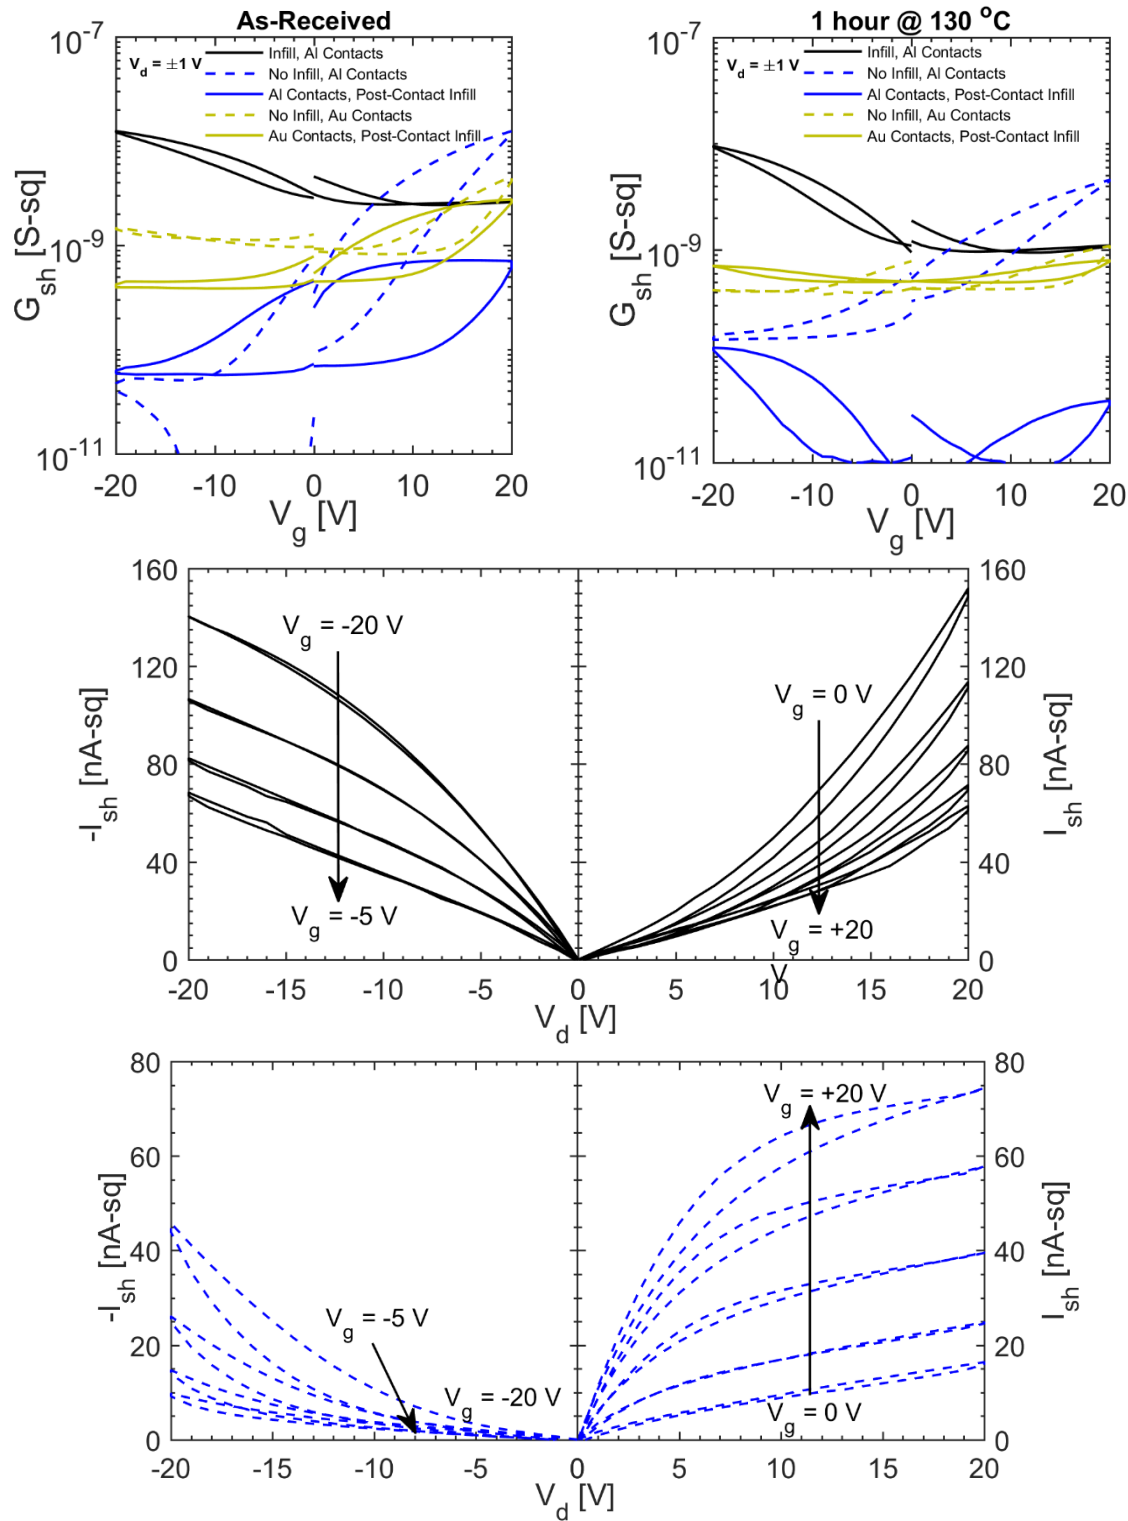 As-Received
10^-7
V_d = ±1 V
Infill, Al Contacts
No Infill, Al Contacts
Al Contacts, Post-Contact Infill
No Infill, Au Contacts
Au Contacts, Post-Contact Infill
G_sh [S-sq]
10^-9
10^-11
-20 -10 0 10 20
V_g [V]
1 hour @ 130 °C
10^-7
V_d = ±1 V
Infill, Al Contacts
No Infill, Al Contacts
Al Contacts, Post-Contact Infill
No Infill, Au Contacts
Au Contacts, Post-Contact Infill
G_sh [S-sq]
10^-9
10^-11
-20 -10 0 10 20
V_g [V]
160 160
120 120
80 80
40 40
0 0
-I_sh [nA-sq]
I_sh [nA-sq]
V_g = -20 V
V_g = -5 V
V_g = 0 V
V_g = +20
V
-20 -15 -10 -5 0 5 10 15 20
V_d [V]
80 80
60 60
40 40
20 20
0 0
-I_sh [nA-sq]
I_sh [nA-sq]
V_g = +20 V
V_g = -5 V
V_g = -20 V
V_g = 0 V
-20 -15 -10 -5 0 5 10 15 20
V_d [V]